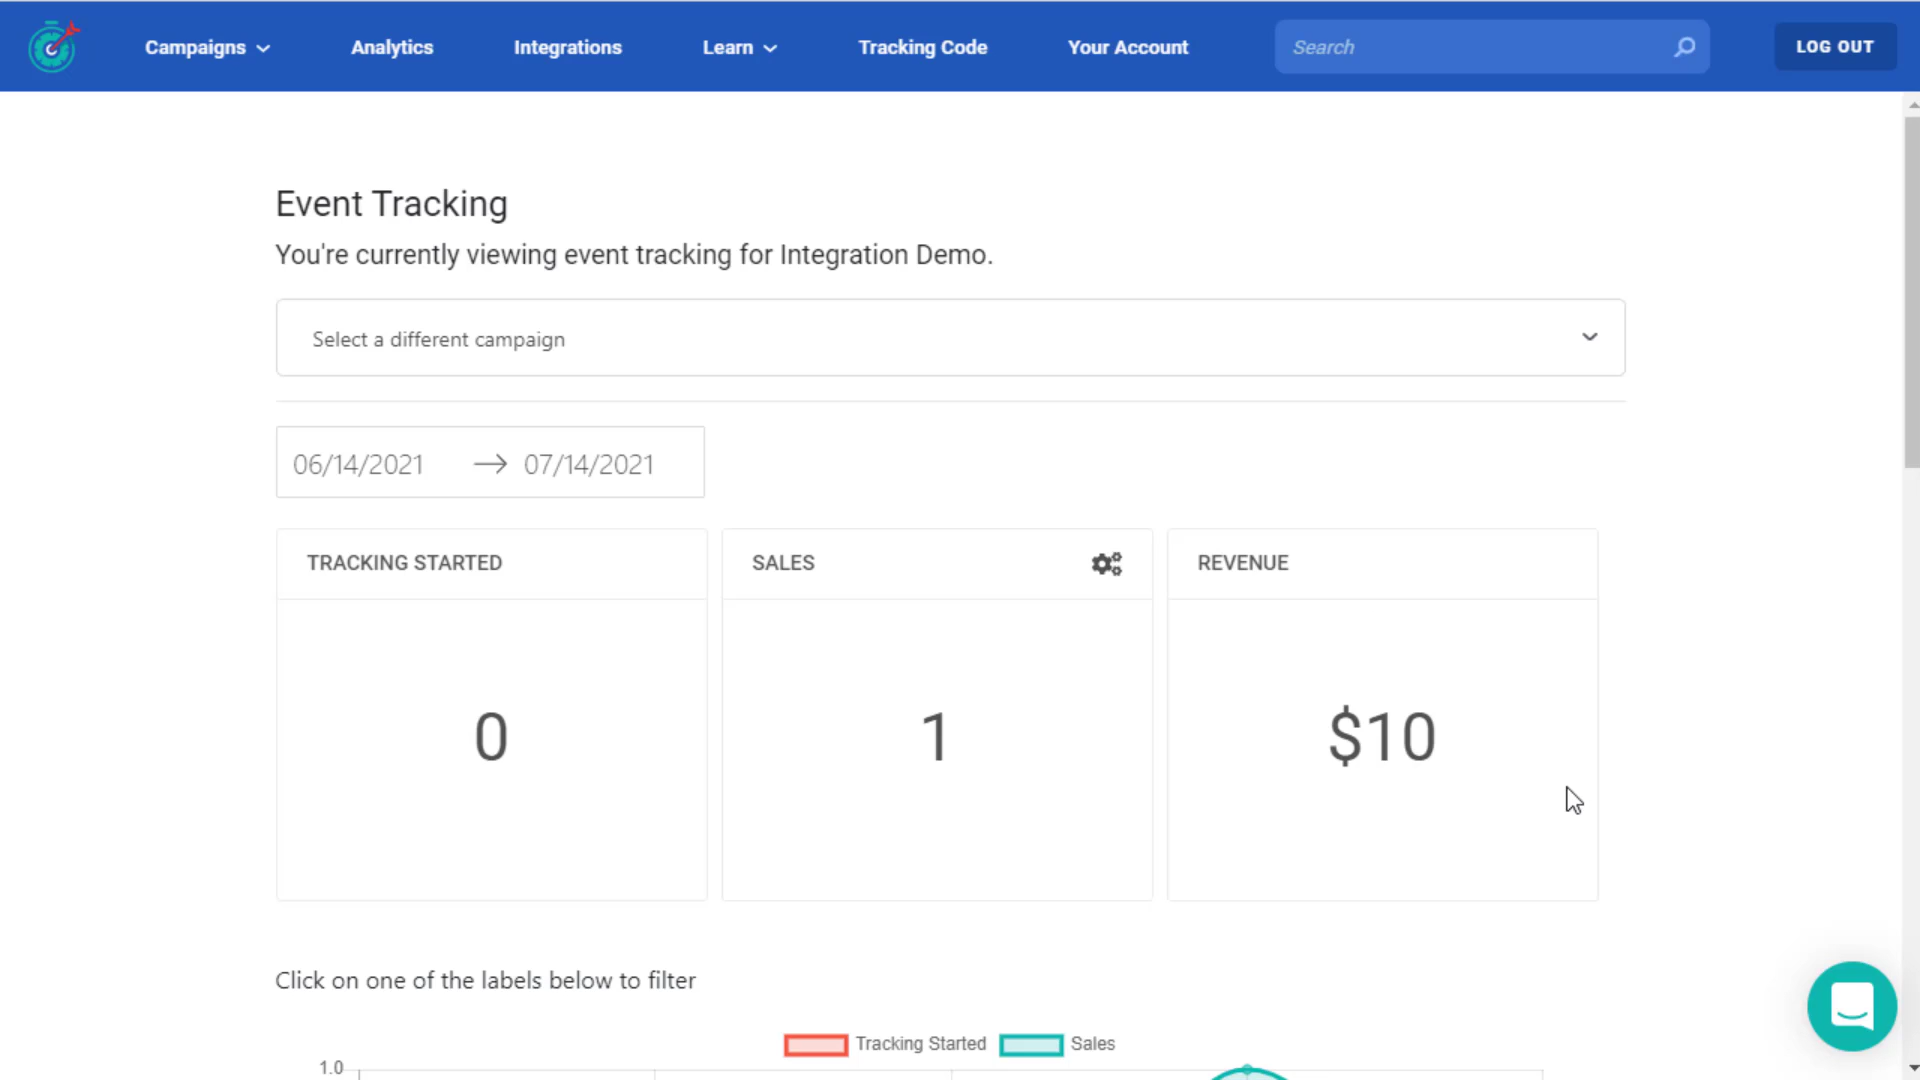 Campaigns
Analytics
Integrations
Learn
Tracking Code
Your Account
Search
LOG OUT
Event Tracking
You're currently viewing event tracking for Integration Demo.
Select a different campaign
06/14/2021 → 07/14/2021
TRACKING STARTED
SALES
REVENUE
0
1
$10
Click on one of the labels below to filter
Tracking Started
Sales
1.0